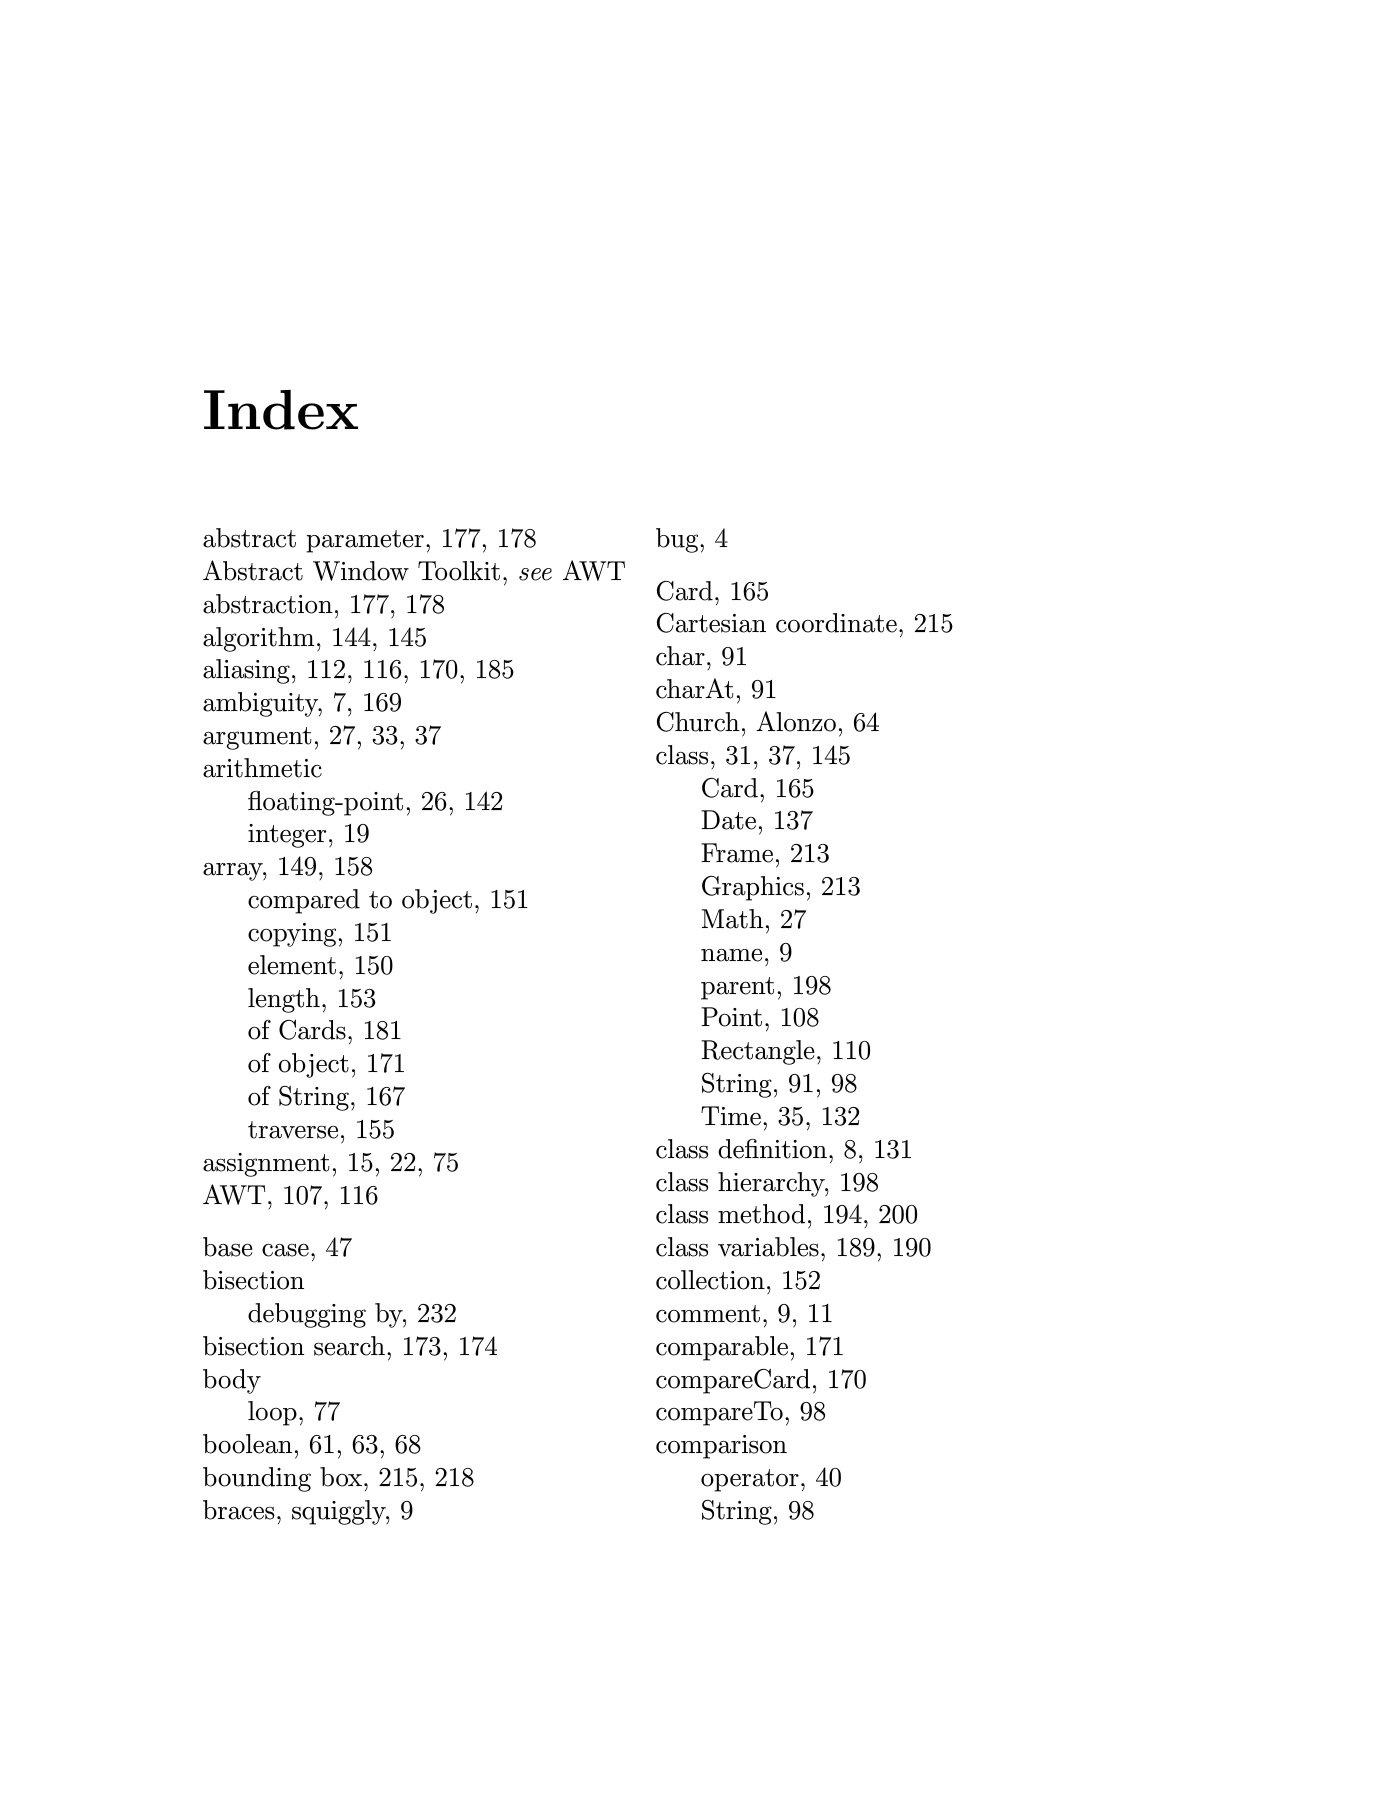 Index
abstract parameter, 177, 178
Abstract Window Toolkit, see AWT
abstraction, 177, 178
algorithm, 144, 145
aliasing, 112, 116, 170, 185
ambiguity, 7, 169
argument, 27, 33, 37
arithmetic
floating-point, 26, 142
integer, 19
array, 149, 158
compared to object, 151
copying, 151
element, 150
length, 153
of Cards, 181
of object, 171
of String, 167
traverse, 155
assignment, 15, 22, 75
AWT, 107, 116
base case, 47
bisection
debugging by, 232
bisection search, 173, 174
body
loop, 77
boolean, 61, 63, 68
bounding box, 215, 218
braces, squiggly, 9
bug, 4
Card, 165
Cartesian coordinate, 215
char, 91
charAt, 91
Church, Alonzo, 64
class, 31, 37, 145
Card, 165
Date, 137
Frame, 213
Graphics, 213
Math, 27
name, 9
parent, 198
Point, 108
Rectangle, 110
String, 91, 98
Time, 35, 132
class definition, 8, 131
class hierarchy, 198
class method, 194, 200
class variables, 189, 190
collection, 152
comment, 9, 11
comparable, 171
compareCard, 170
compareTo, 98
comparison
operator, 40
String, 98